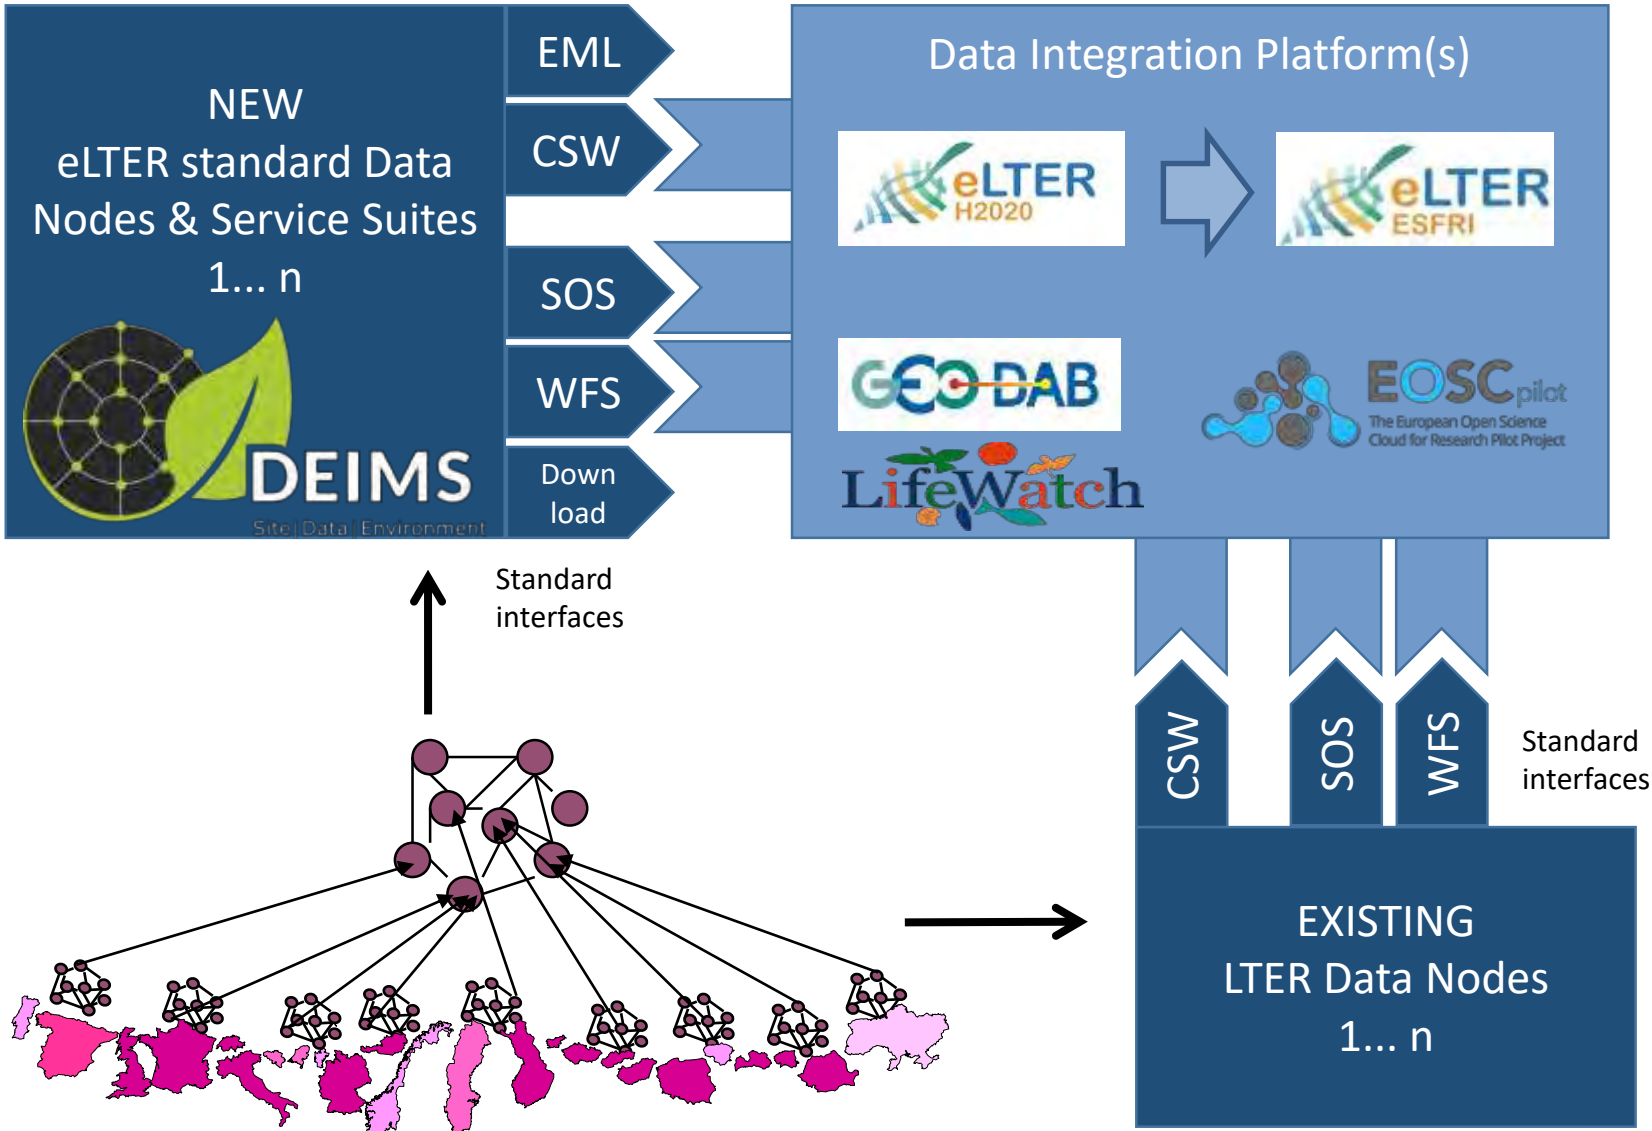 NEW
eLTER standard Data
Nodes & Service Suites
1... n
DEIMS
Site|Data|Environment
EML
CSW
SOS
WFS
Down
load
Standard
interfaces
Data Integration Platform(s)
eLTER
H2020
eLTER
ESFRI
GEO DAB
EOSCpilot
The European Open Science
Cloud for Research Pilot Project
LifeWatch
CSW
SOS
WFS
Standard
interfaces
EXISTING
LTER Data Nodes
1... n